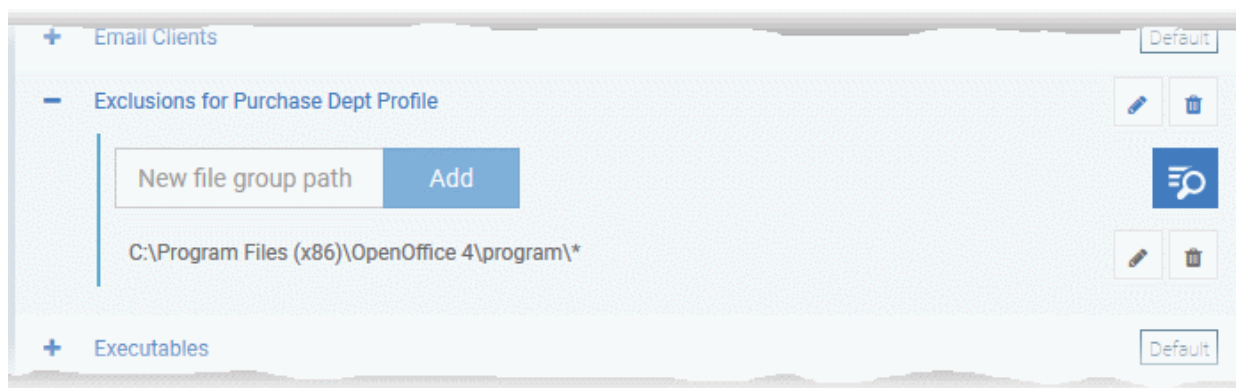 Email Clients
Default
Exclusions for Purchase Dept Profile
New file group path
Add
C:\Program Files (x86)\OpenOffice 4\program\*
Executables
Default